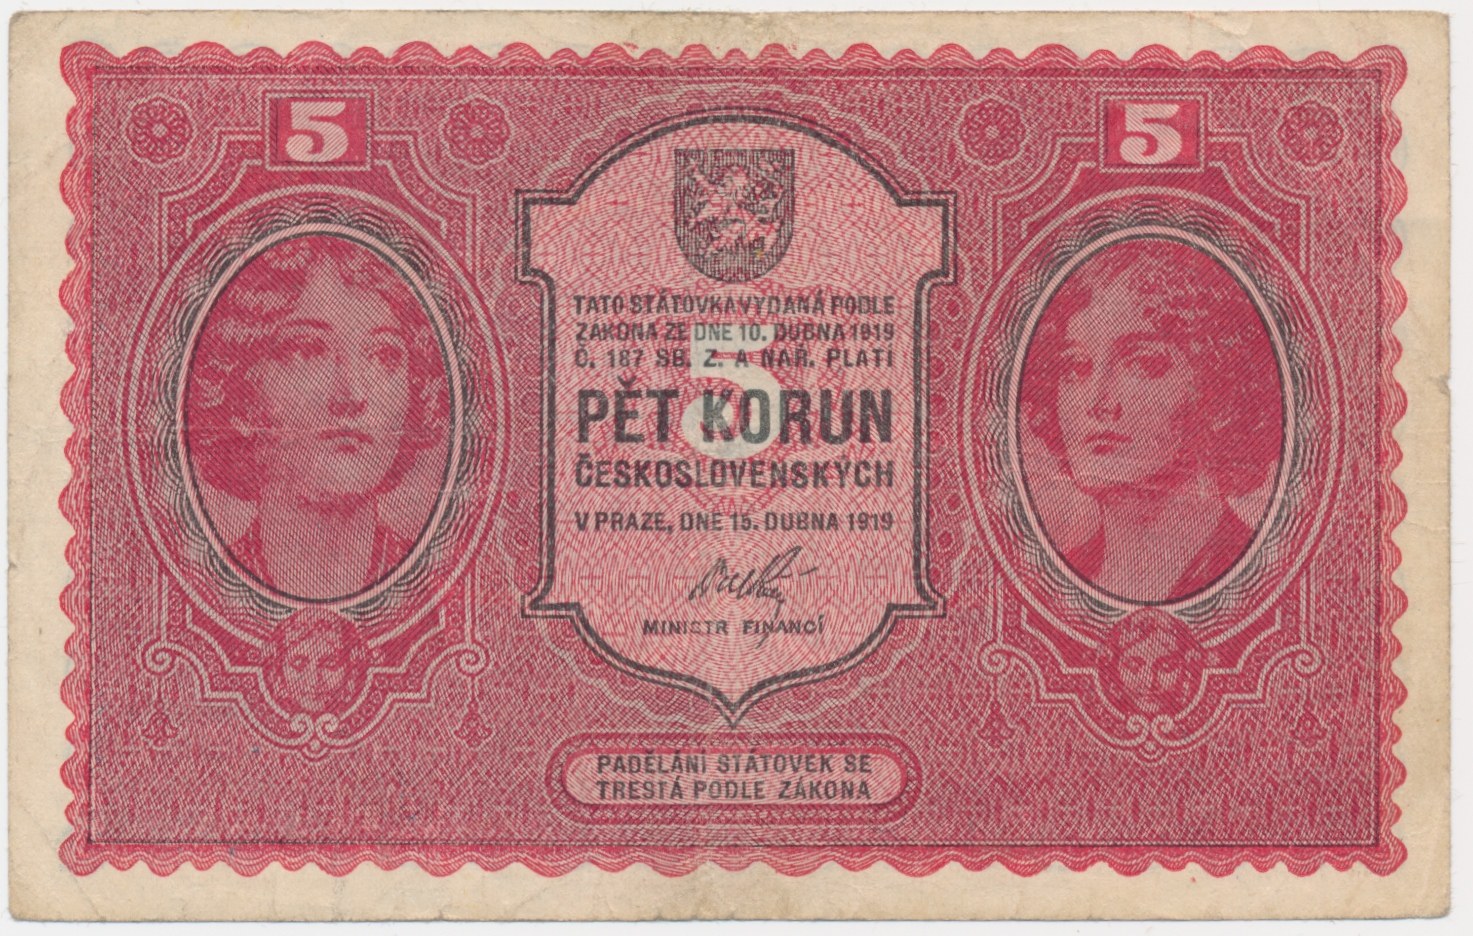 5 5
TATO STÁTOVKA VYDANÁ PODLE
ZÁKONA ZE DNE 10. DUBNA 1919
Č. 187 SB. Z. A NAŘ. PLATÍ
5
PĚT KORUN
ČESKOSLOVENSKÝCH
V PRAZE, DNE 15. DUBNA 1919
MINISTR FINANCÍ
PADĚLÁNÍ STÁTOVEK SE
TRESTÁ PODLE ZÁKONA